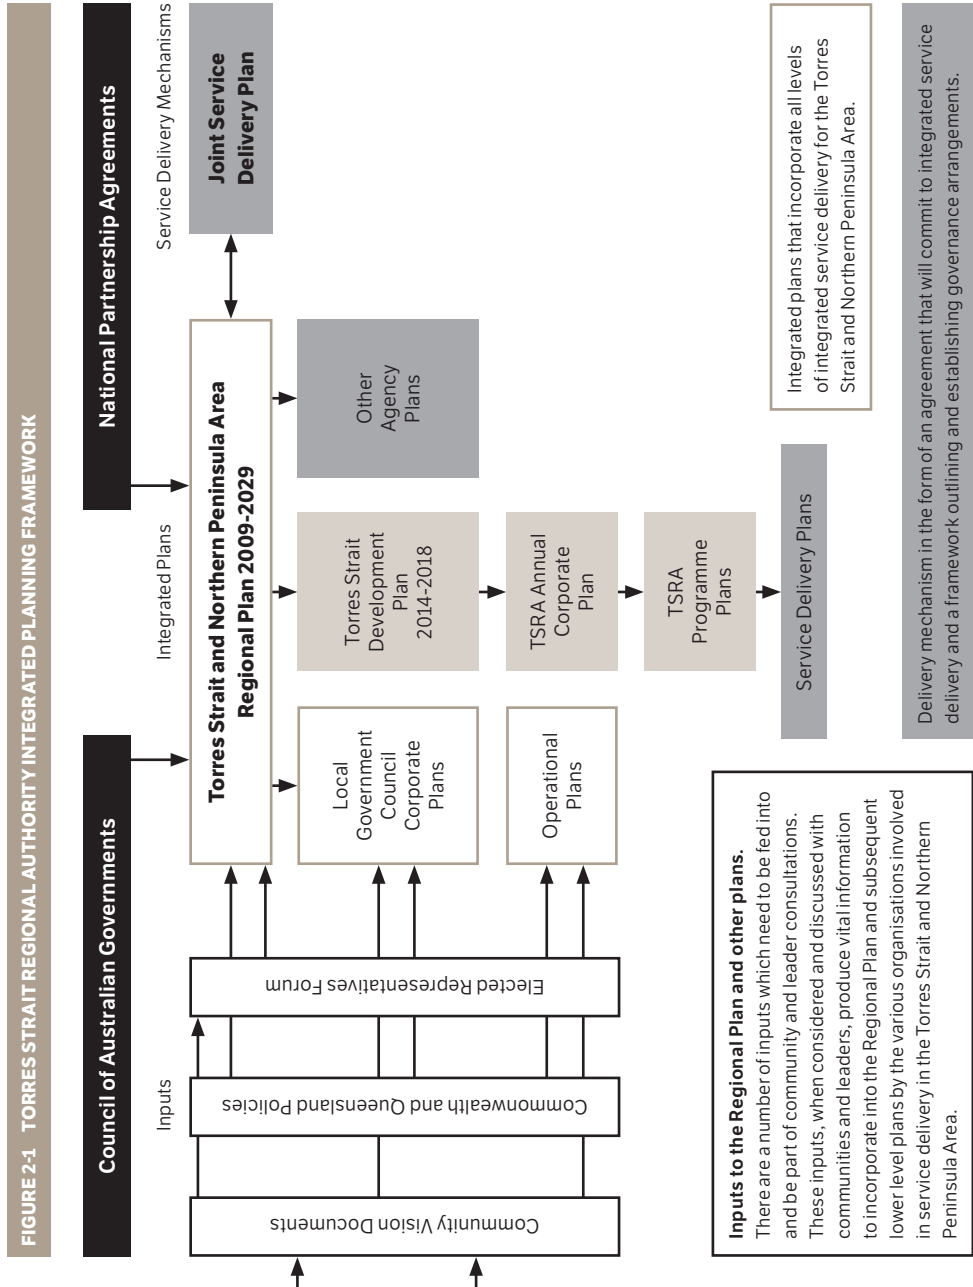 FIGURE 2-1 TORRES STRAIT REGIONAL AUTHORITY INTEGRATED PLANNING FRAMEWORK
Council of Australian Governments
National Partnership Agreements
Inputs
Integrated Plans
Service Delivery Mechanisms
Community Vision Documents
Commonwealth and Queensland Policies
Elected Representatives Forum
Torres Strait and Northern Peninsula Area
Regional Plan 2009-2029
Joint Service
Delivery Plan
Local
Government
Council
Corporate
Plans
Torres Strait
Development
Plan
2014-2018
Other
Agency
Plans
Operational
Plans
TSRA Annual
Corporate
Plan
TSRA
Programme
Plans
Service Delivery Plans
Inputs to the Regional Plan and other plans.
There are a number of inputs which need to be fed into
and be part of community and leader consultations.
These inputs, when considered and discussed with
communities and leaders, produce vital information
to incorporate into the Regional Plan and subsequent
lower level plans by the various organisations involved
in service delivery in the Torres Strait and Northern
Peninsula Area.
Integrated plans that incorporate all levels
of integrated service delivery for the Torres
Strait and Northern Peninsula Area.
Delivery mechanism in the form of an agreement that will commit to integrated service
delivery and a framework outlining and establishing governance arrangements.